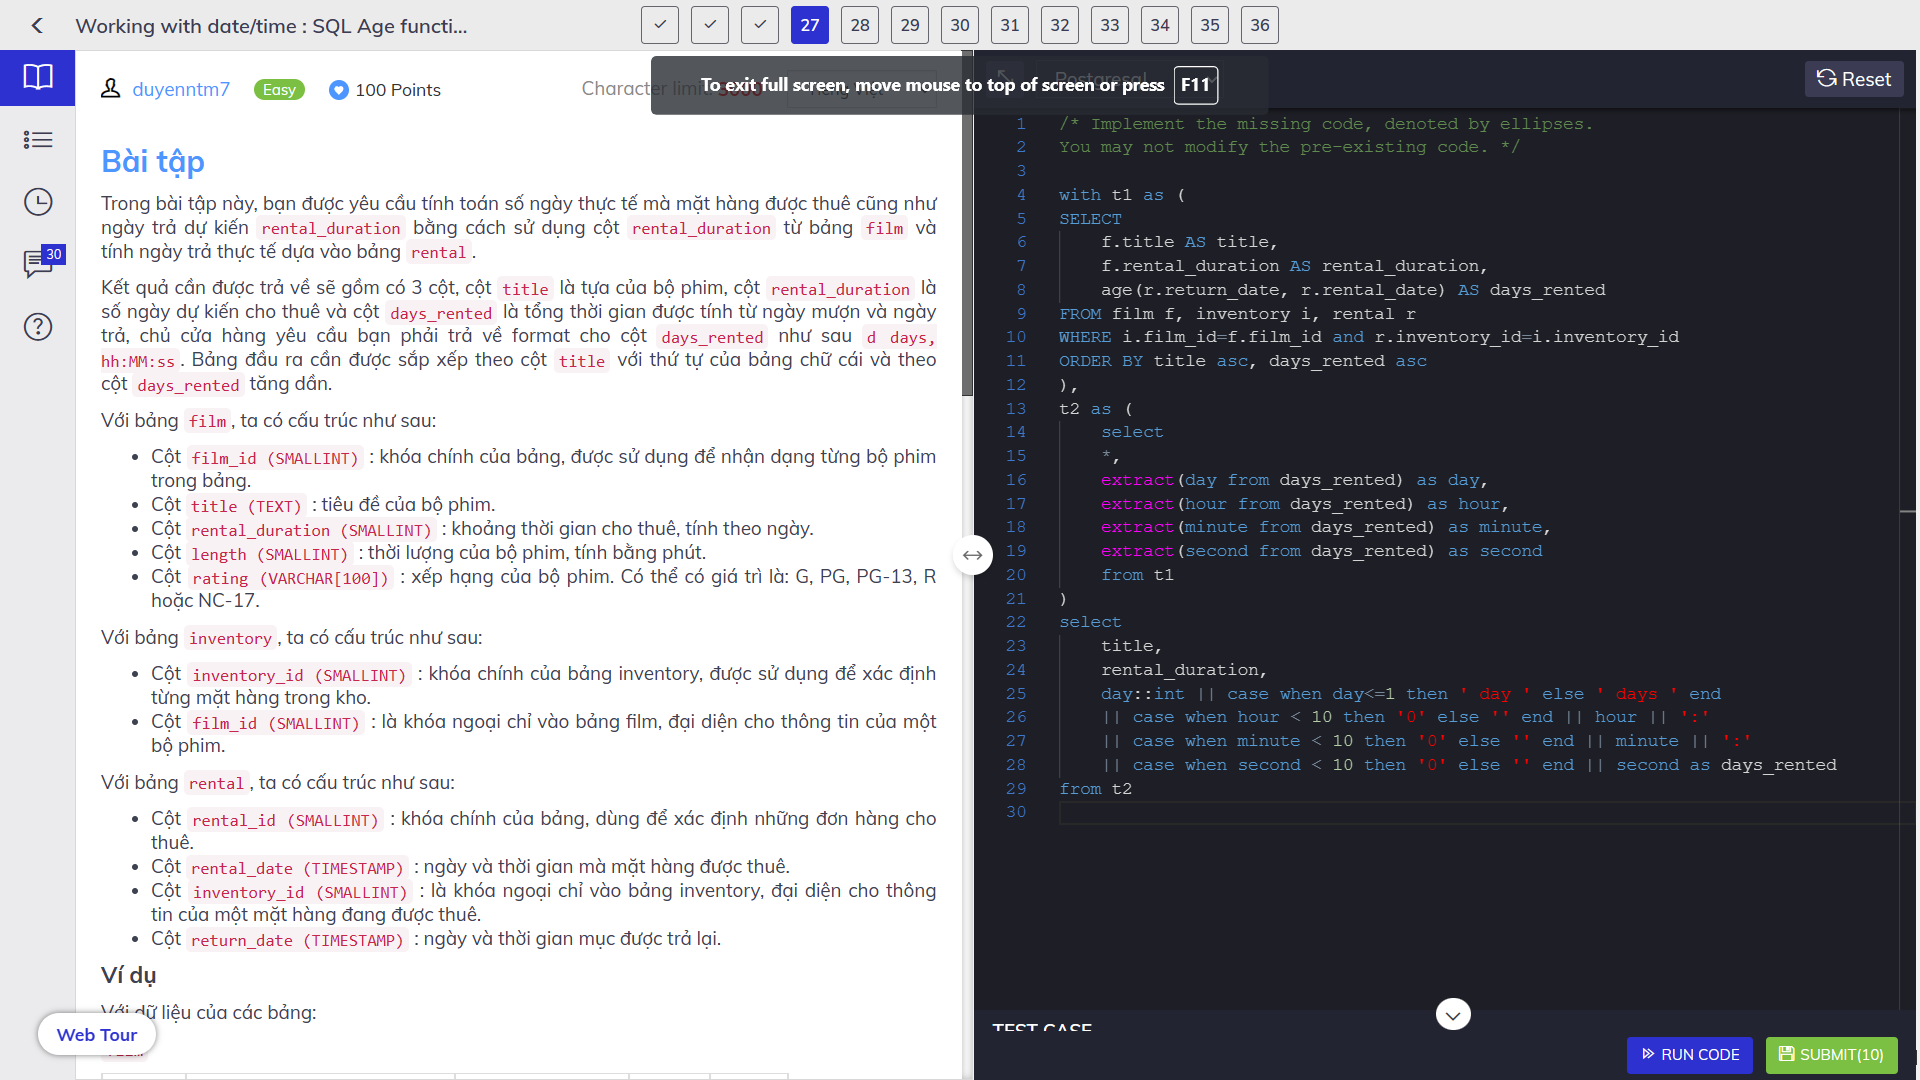 Working with date/time : SQL Age functi...
27 28 29 30 31 32 33 34 35 36
duyenntm7 Easy 100 Points Character limit
To exit full screen, move mouse to top of screen or press F11
Reset
30
Bài tập
Trong bài tập này, bạn được yêu cầu tính toán số ngày thực tế mà mặt hàng được thuê cũng như
ngày trả dự kiến rental_duration bằng cách sử dụng cột rental_duration từ bảng film và
tính ngày trả thực tế dựa vào bảng rental .
Kết quả cần được trả về sẽ gồm có 3 cột, cột title là tựa của bộ phim, cột rental_duration là
số ngày dự kiến cho thuê và cột days_rented là tổng thời gian được tính từ ngày mượn và ngày
trả, chủ cửa hàng yêu cầu bạn phải trả về format cho cột days_rented như sau d days,
hh:MM:ss . Bảng đầu ra cần được sắp xếp theo cột title với thứ tự của bảng chữ cái và theo
cột days_rented tăng dần.
Với bảng film , ta có cấu trúc như sau:
• Cột film_id (SMALLINT) : khóa chính của bảng, được sử dụng để nhận dạng từng bộ phim
trong bảng.
• Cột title (TEXT) : tiêu đề của bộ phim.
• Cột rental_duration (SMALLINT) : khoảng thời gian cho thuê, tính theo ngày.
• Cột length (SMALLINT) : thời lượng của bộ phim, tính bằng phút.
• Cột rating (VARCHAR[100]) : xếp hạng của bộ phim. Có thể có giá trì là: G, PG, PG-13, R
hoặc NC-17.
Với bảng inventory , ta có cấu trúc như sau:
• Cột inventory_id (SMALLINT) : khóa chính của bảng inventory, được sử dụng để xác định
từng mặt hàng trong kho.
• Cột film_id (SMALLINT) : là khóa ngoại chỉ vào bảng film, đại diện cho thông tin của một
bộ phim.
Với bảng rental , ta có cấu trúc như sau:
• Cột rental_id (SMALLINT) : khóa chính của bảng, dùng để xác định những đơn hàng cho
thuê.
• Cột rental_date (TIMESTAMP) : ngày và thời gian mà mặt hàng được thuê.
• Cột inventory_id (SMALLINT) : là khóa ngoại chỉ vào bảng inventory, đại diện cho thông
tin của một mặt hàng đang được thuê.
• Cột return_date (TIMESTAMP) : ngày và thời gian mục được trả lại.
Ví dụ
Với dữ liệu của các bảng:
Web Tour
1 /* Implement the missing code, denoted by ellipses.
2 You may not modify the pre-existing code. */
3
4 with t1 as (
5 SELECT
6 f.title AS title,
7 f.rental_duration AS rental_duration,
8 age(r.return_date, r.rental_date) AS days_rented
9 FROM film f, inventory i, rental r
10 WHERE i.film_id=f.film_id and r.inventory_id=i.inventory_id
11 ORDER BY title asc, days_rented asc
12 ),
13 t2 as (
14 select
15 *,
16 extract(day from days_rented) as day,
17 extract(hour from days_rented) as hour,
18 extract(minute from days_rented) as minute,
19 extract(second from days_rented) as second
20 from t1
21 )
22 select
23 title,
24 rental_duration,
25 day::int || case when day<=1 then ' day ' else ' days ' end
26 || case when hour < 10 then '0' else '' end || hour || ':'
27 || case when minute < 10 then '0' else '' end || minute || ':'
28 || case when second < 10 then '0' else '' end || second as days_rented
29 from t2
30
TEST CASE
RUN CODE SUBMIT(10)